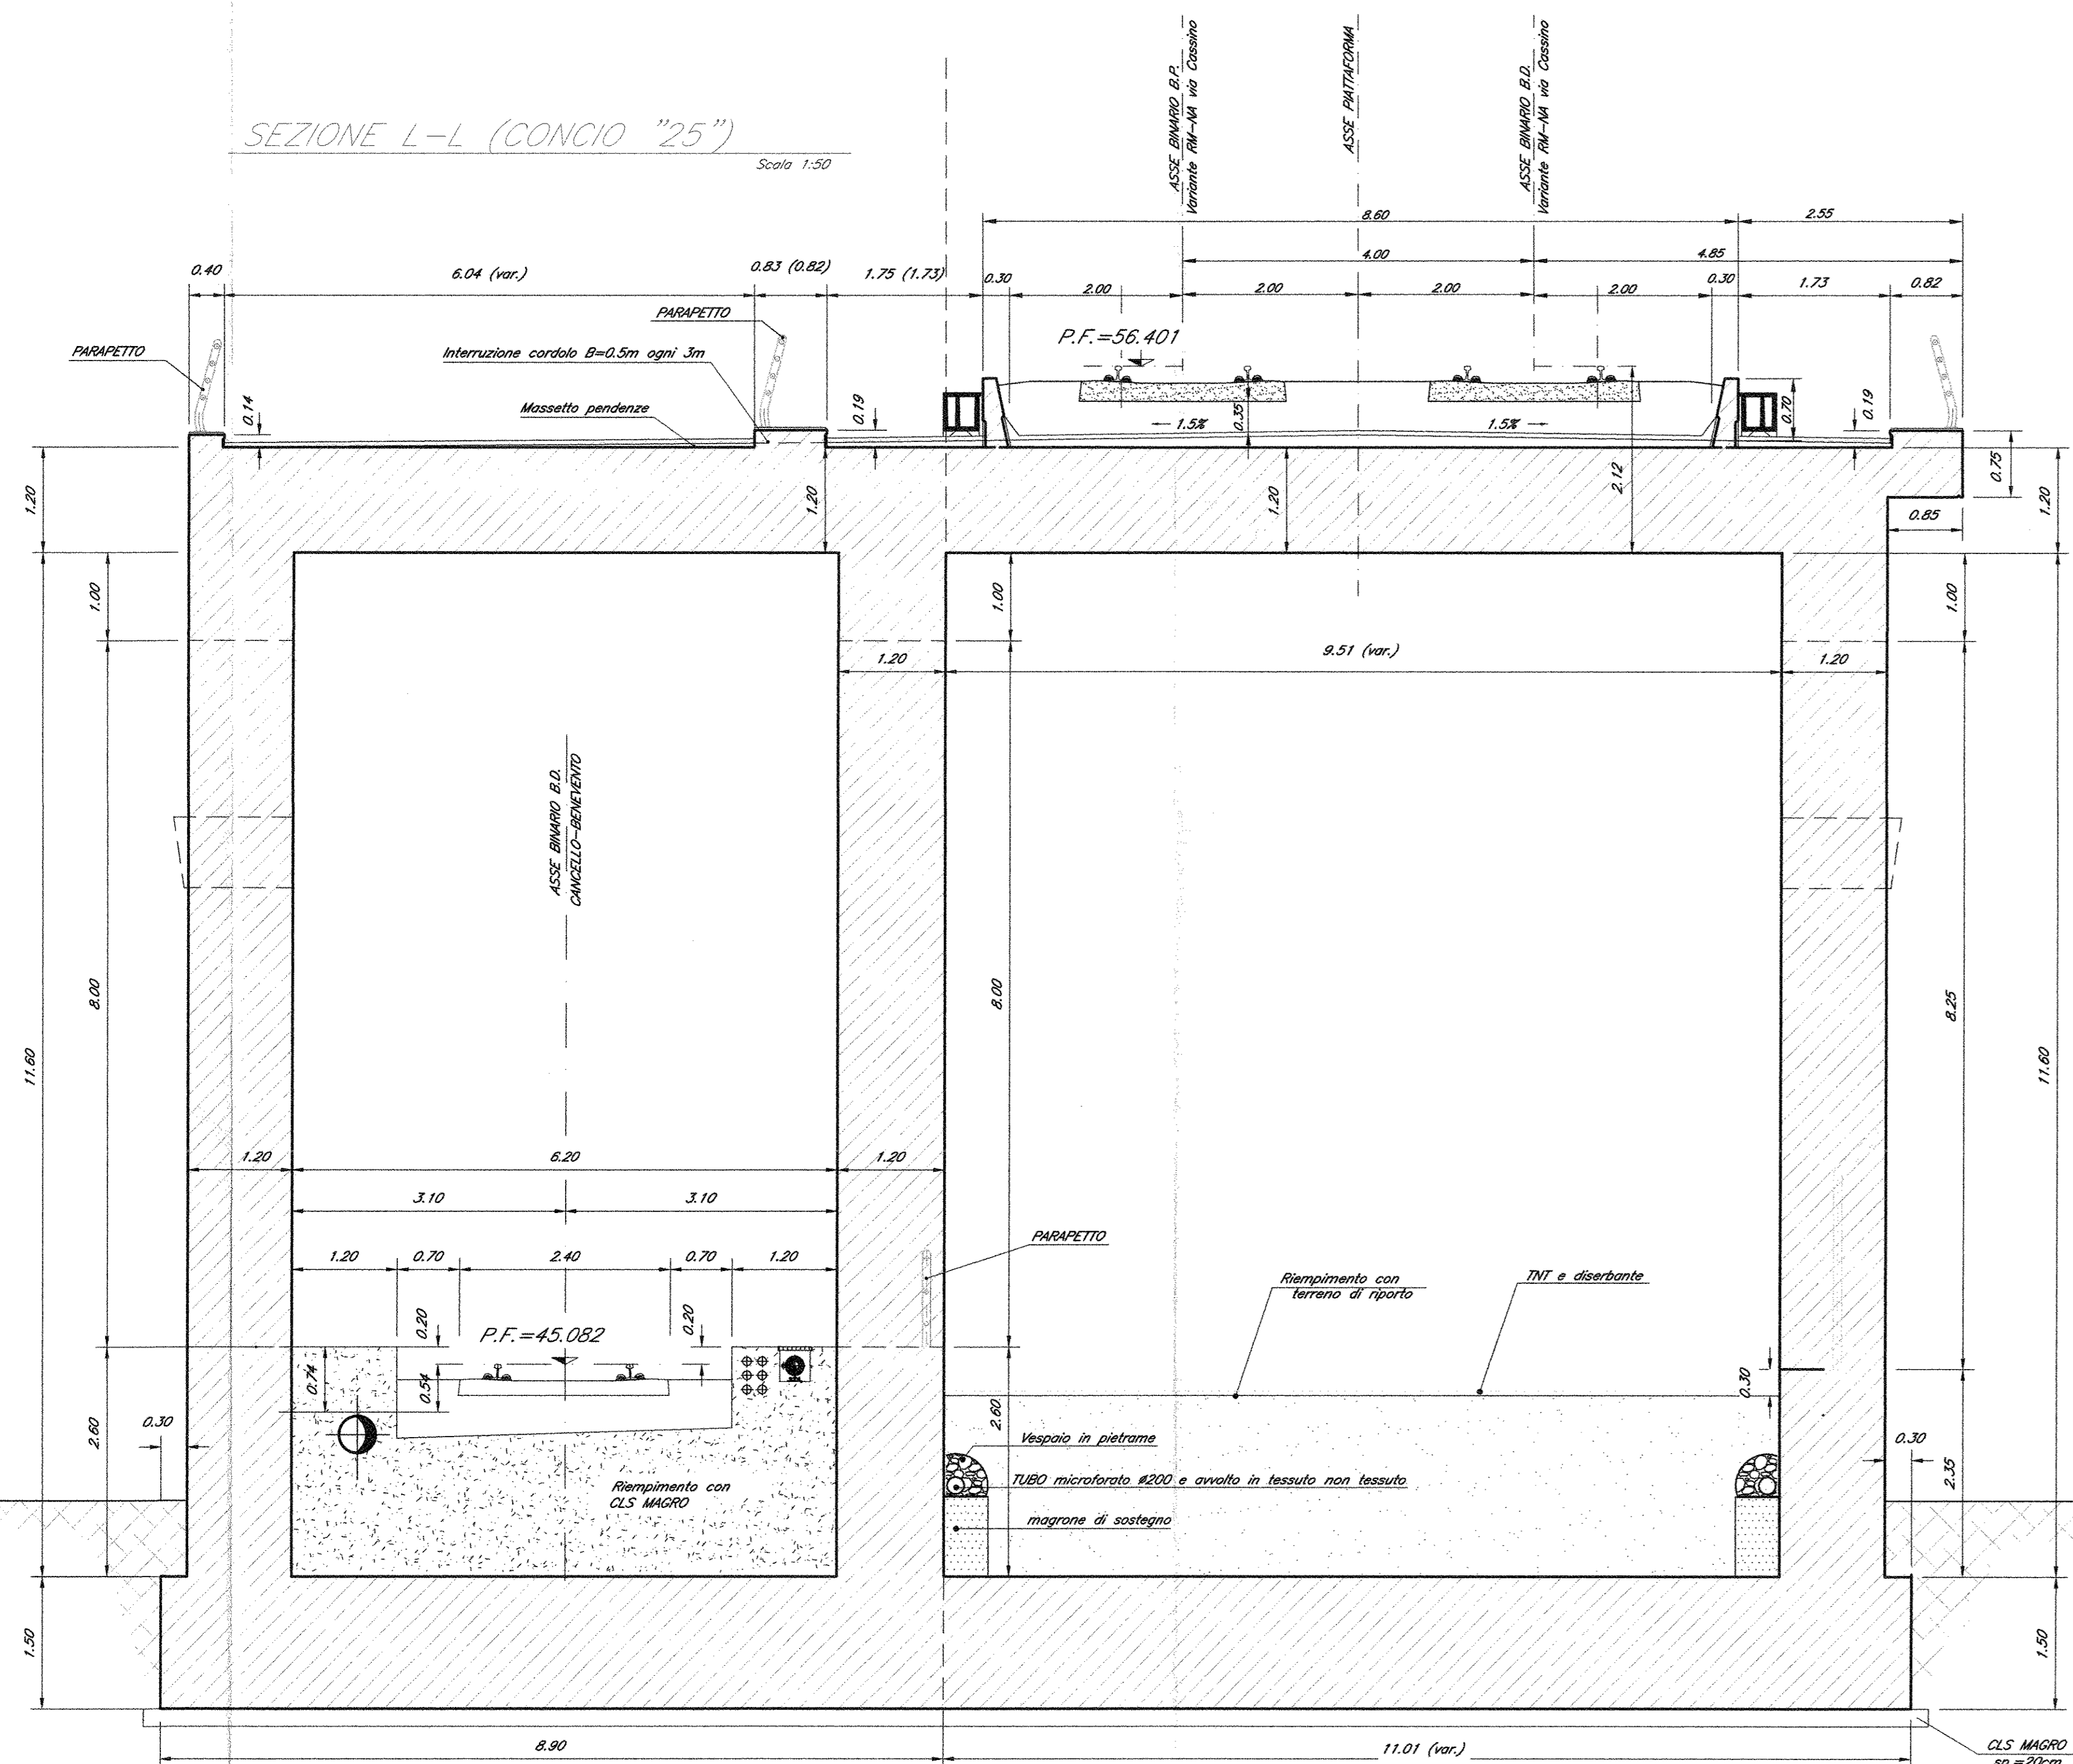 SEZIONE L-L (CONCIO "25")
Scala 1:50
ASSE BINARIO B.P.
Variante RM-NA via Cassino
ASSE PIATTAFORMA
ASSE BINARIO B.D.
Variante RM-NA via Cassino
8.60
2.55
4.00
4.85
0.40
6.04 (var.)
0.83 (0.82)
1.75 (1.73)
0.30
2.00
2.00
2.00
2.00
0.30
1.73
0.82
PARAPETTO
PARAPETTO
Interruzione cordolo B=0.5m ogni 3m
Massetto pendenze
P.F.=56.401
0.14
0.19
0.35
1.5%
1.5%
0.70
0.19
0.75
1.20
1.20
1.20
2.12
0.85
1.20
1.00
1.00
1.00
1.20
9.51 (var.)
1.20
ASSE BINARIO B.D.
CANCELLO-BENEVENTO
8.00
8.00
8.25
11.60
11.60
1.20
6.20
1.20
3.10
3.10
1.20
0.70
2.40
0.70
1.20
PARAPETTO
Riempimento con
terreno di riporto
TNT e diserbante
0.20
P.F.=45.082
0.20
0.74
0.54
0.30
2.60
0.30
2.60
Vespaio in pietrame
TUBO microforato ø200 e avvolto in tessuto non tessuto
magrone di sostegno
Riempimento con
CLS MAGRO
0.30
2.35
1.50
1.50
8.90
11.01 (var.)
CLS MAGRO
sp.=20cm